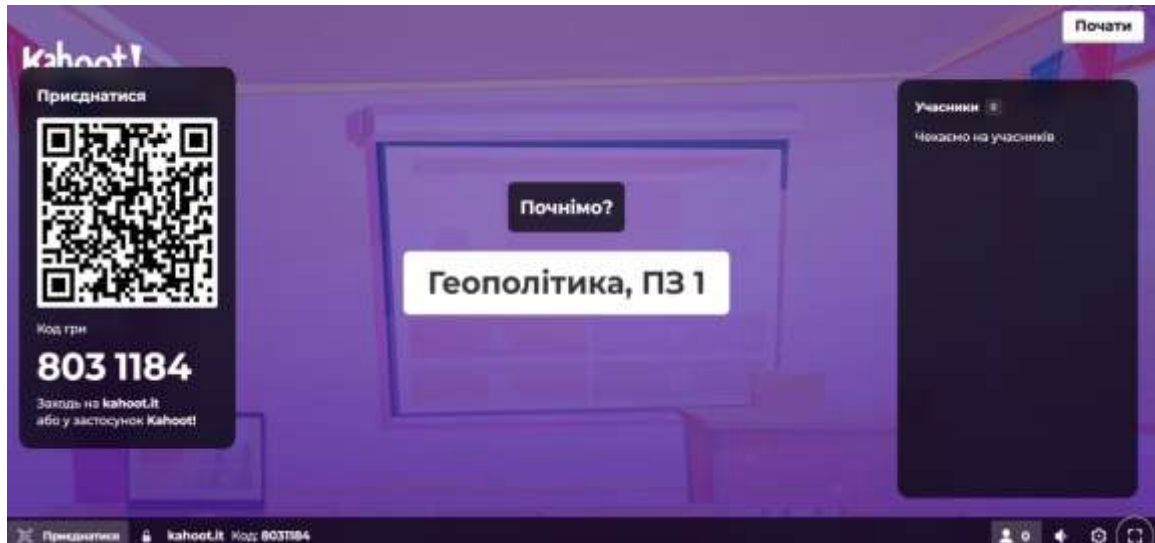 Почати
Kahoot!
Приєднатися
Учасники 0
Чекаємо на учасників
Почнімо?
Геополітика, ПЗ 1
Код гри
803 1184
Заходь на kahoot.it
або у застосунок Kahoot!
Приєднатися kahoot.it Код: 8031184
0